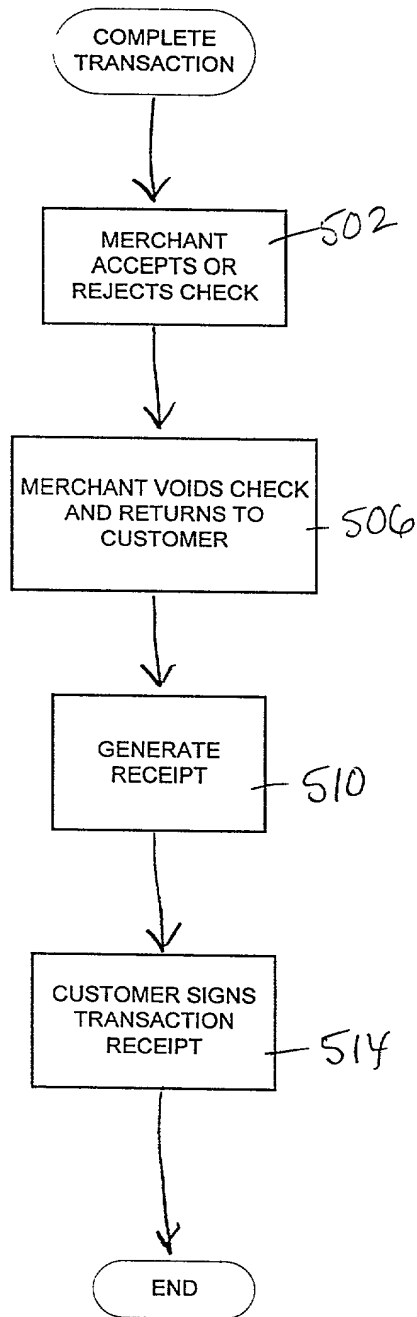 COMPLETE
TRANSACTION
502
MERCHANT
ACCEPTS OR
REJECTS CHECK
MERCHANT VOIDS CHECK
AND RETURNS TO
CUSTOMER
506
GENERATE
RECEIPT
510
CUSTOMER SIGNS
TRANSACTION
RECEIPT
514
END